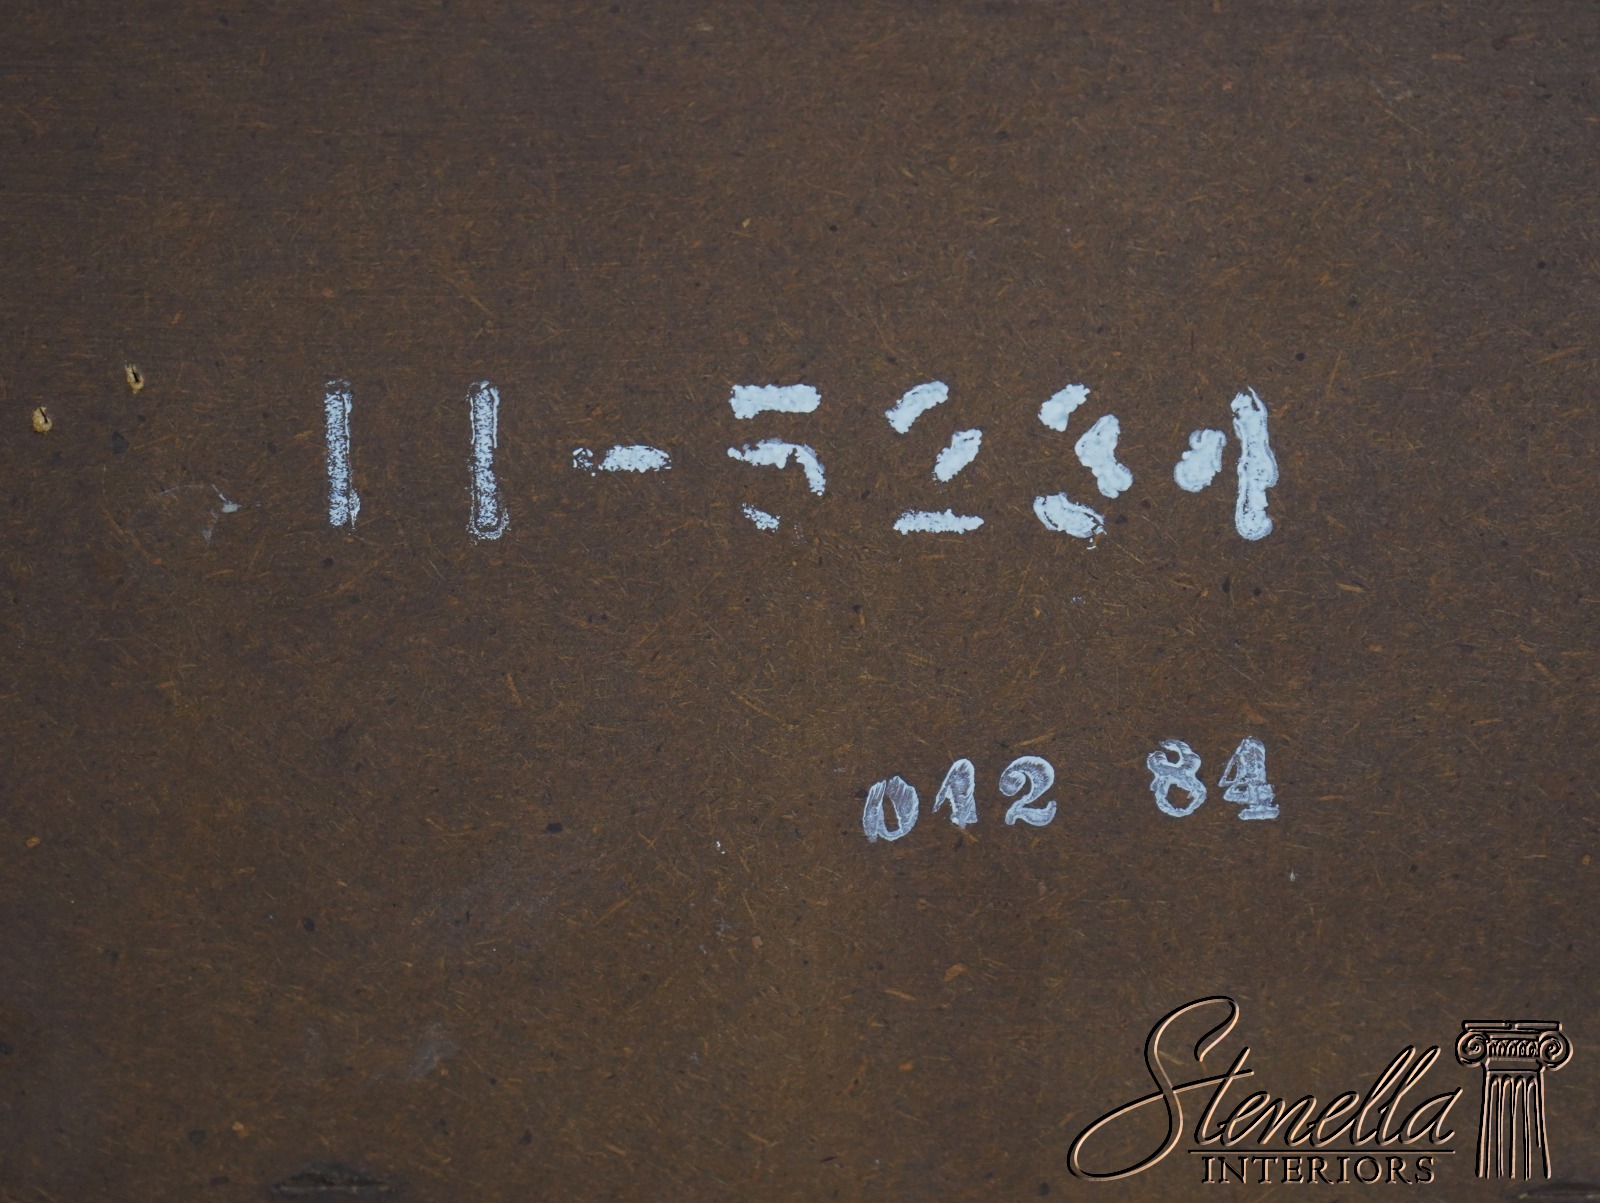 11-5234
012 84
Stenella
INTERIORS